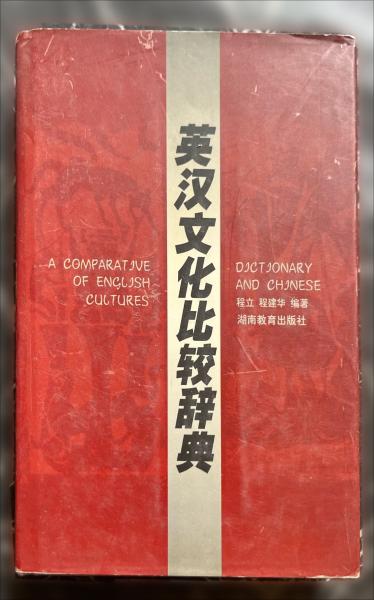 英汉文化比较辞典
A COMPARATIVE
OF ENGLISH
CULTURES
DICTIONARY
AND CHINESE
程立 程建华 编著
湖南教育出版社